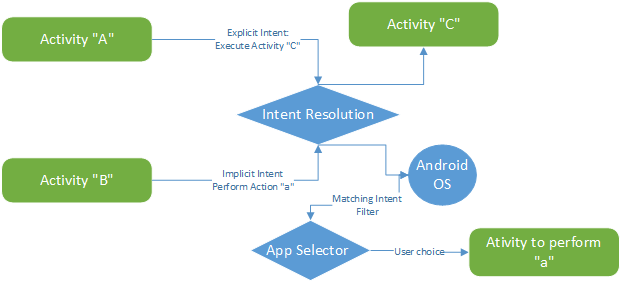 Activity "A"
Explicit Intent:
Execute Activity "C"
Activity "C"
Intent Resolution
Activity "B"
Implicit Intent
Perform Action "a"
Android
OS
Matching Intent
Filter
App Selector
User choice
Ativity to perform
"a"